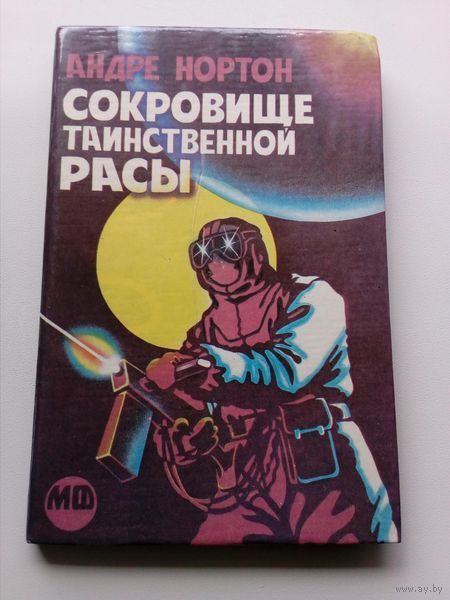 АНДРЕ НОРТОН
СОКРОВИЩЕ
ТАИНСТВЕННОЙ
РАСЫ
МФ
www.ay.by